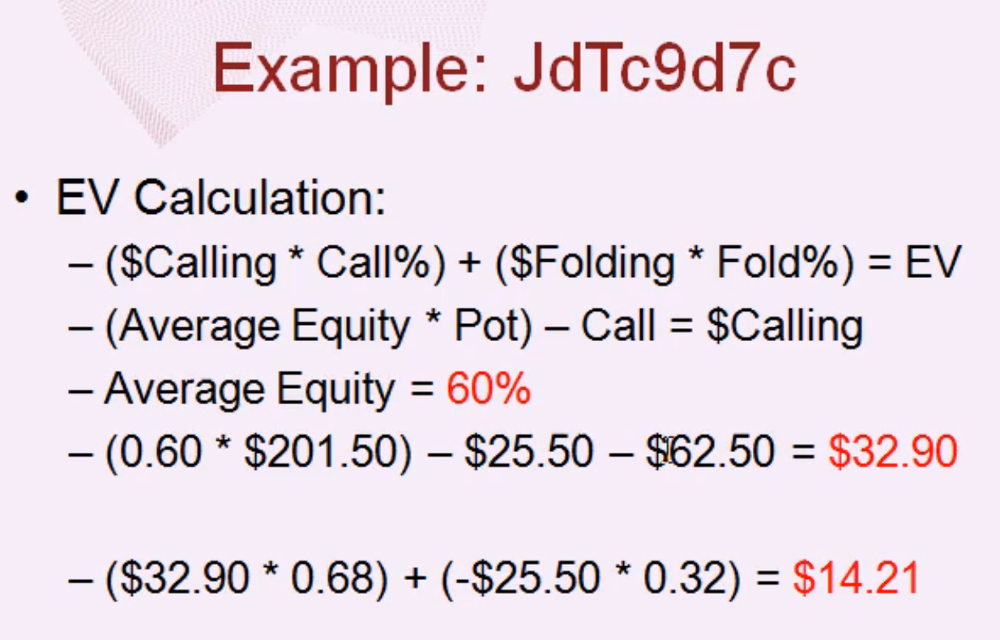 Example: JdTc9d7c
• EV Calculation:
– ($Calling * Call%) + ($Folding * Fold%) = EV
– (Average Equity * Pot) – Call = $Calling
– Average Equity = 60%
– (0.60 * $201.50) – $25.50 – $62.50 = $32.90
– ($32.90 * 0.68) + (-$25.50 * 0.32) = $14.21